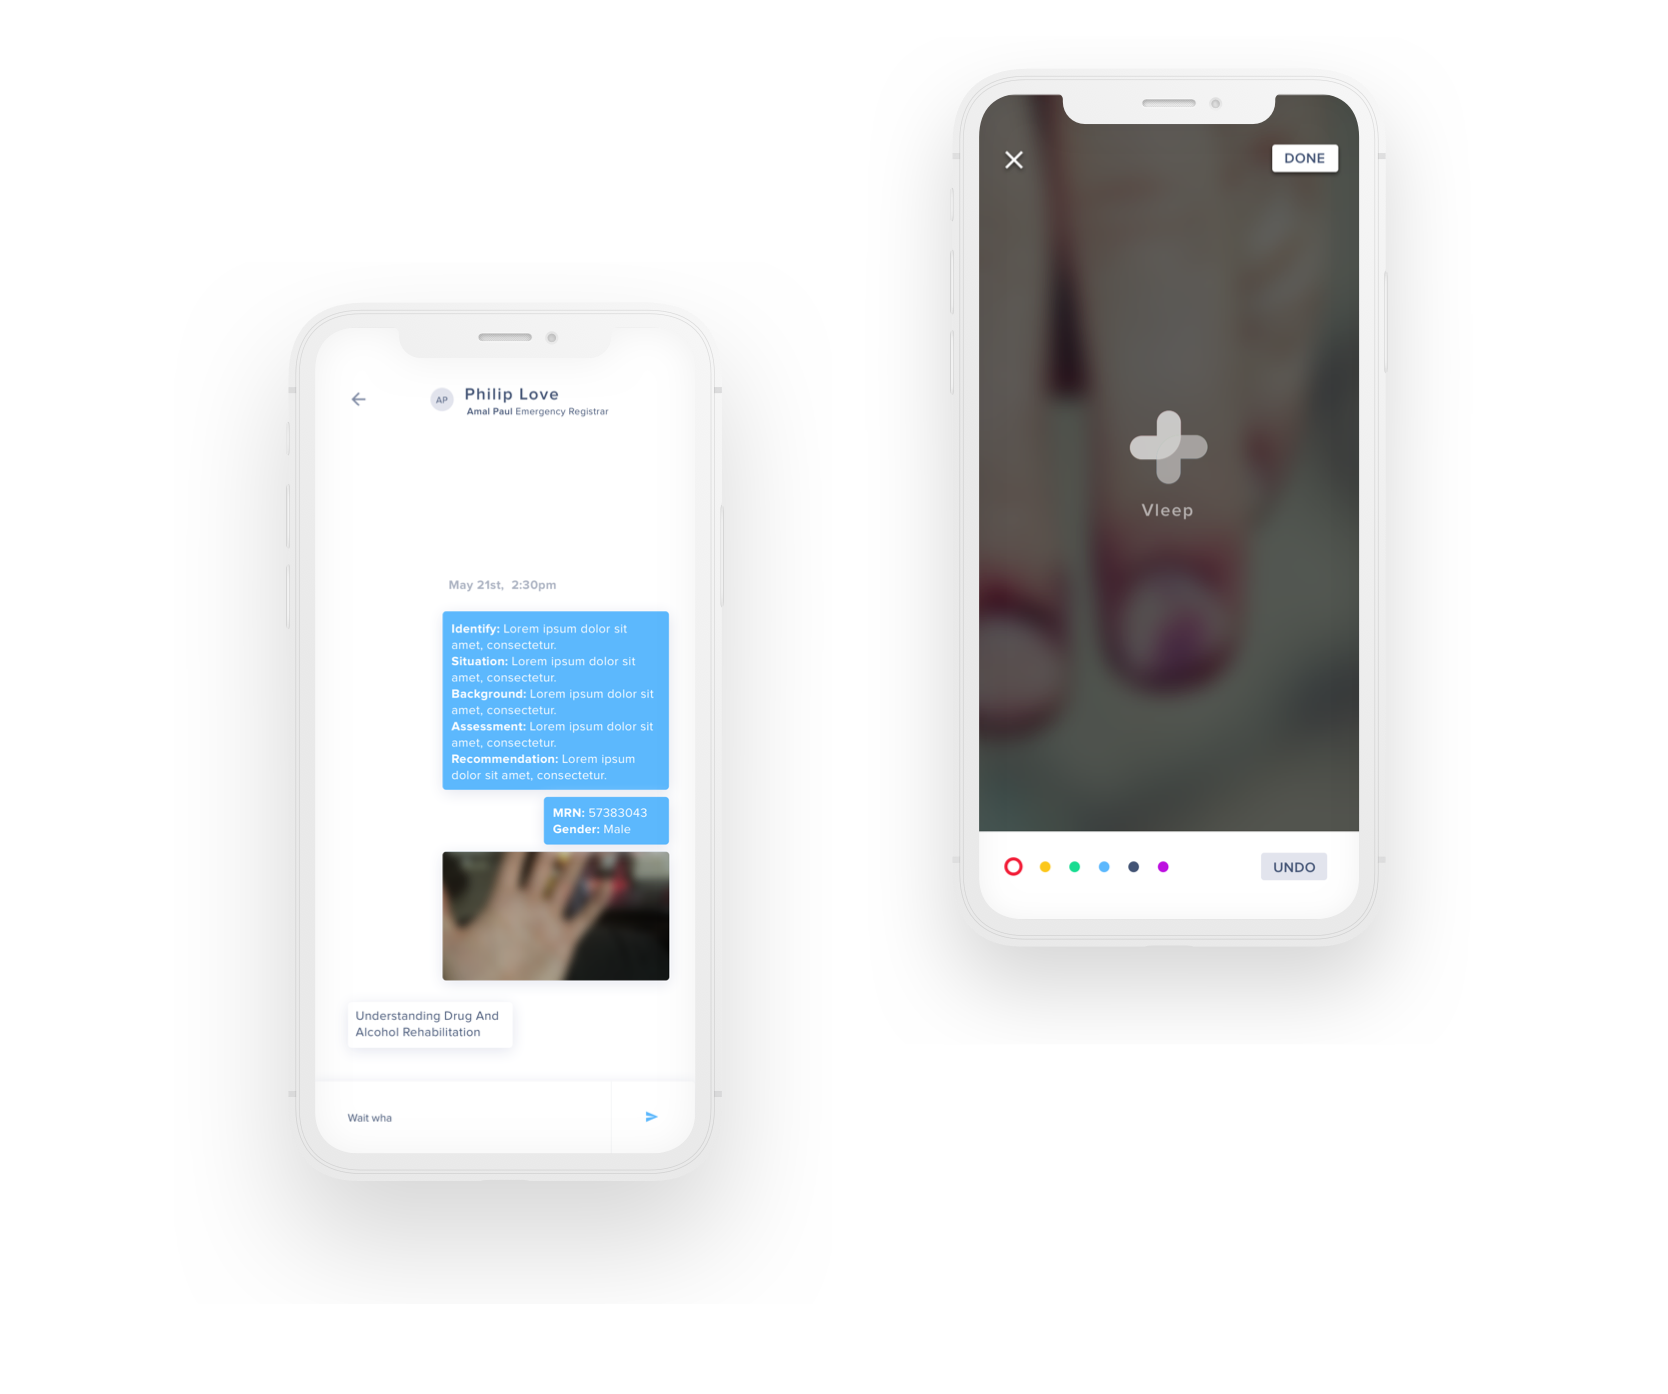 AP
Philip Love
Amal Paul Emergency Registrar
May 21st, 2:30pm
Identify: Lorem ipsum dolor sit
amet, consectetur.
Situation: Lorem ipsum dolor sit
amet, consectetur.
Background: Lorem ipsum dolor sit
amet, consectetur.
Assessment: Lorem ipsum dolor sit
amet, consectetur.
Recommendation: Lorem ipsum
dolor sit amet, consectetur.
MRN: 57383043
Gender: Male
Understanding Drug And
Alcohol Rehabilitation
Wait wha
DONE
Vleep
UNDO